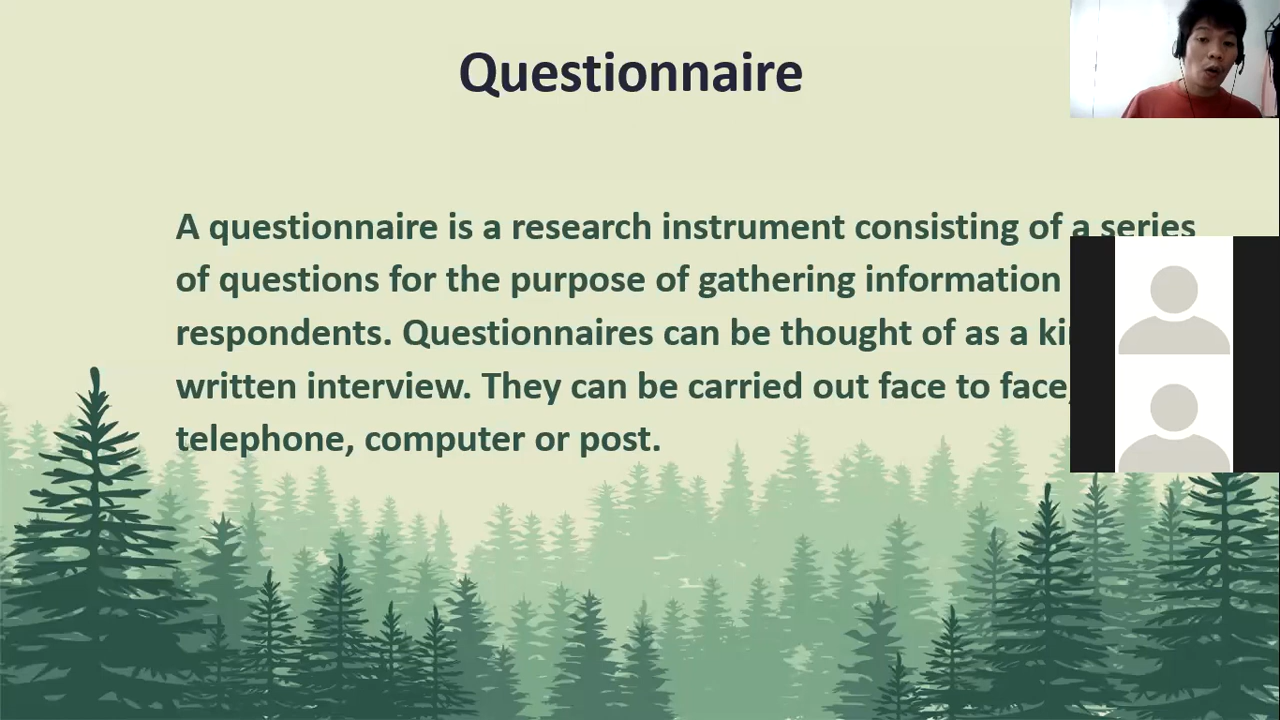 Questionnaire
A questionnaire is a research instrument consisting of a series
of questions for the purpose of gathering information
respondents. Questionnaires can be thought of as a
written interview. They can be carried out face to face,
telephone, computer or post.